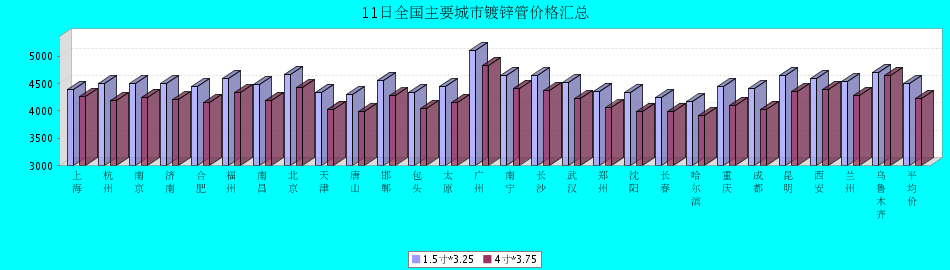 11日全国主要城市镀锌管价格汇总
5000
4500
4000
3500
3000
上海 杭州 南京 济南 合肥 福州 南昌 北京 天津 唐山 邯郸 包头 太原 广州 南宁 长沙 武汉 郑州 沈阳 长春 哈尔滨 重庆 成都 昆明 西安 兰州 乌鲁木齐 平均价
1.5寸*3.25 4寸*3.75